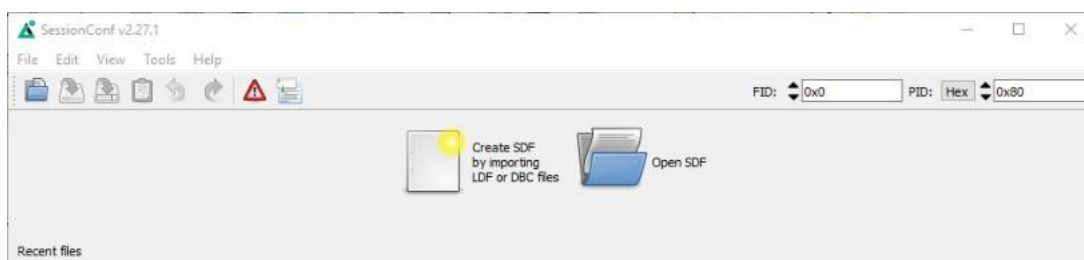 SessionConf v2.27.1
File Edit View Tools Help
FID: 0x0 PID: Hex 0x80
Create SDF
by importing
LDF or DBC files
Open SDF
Recent files